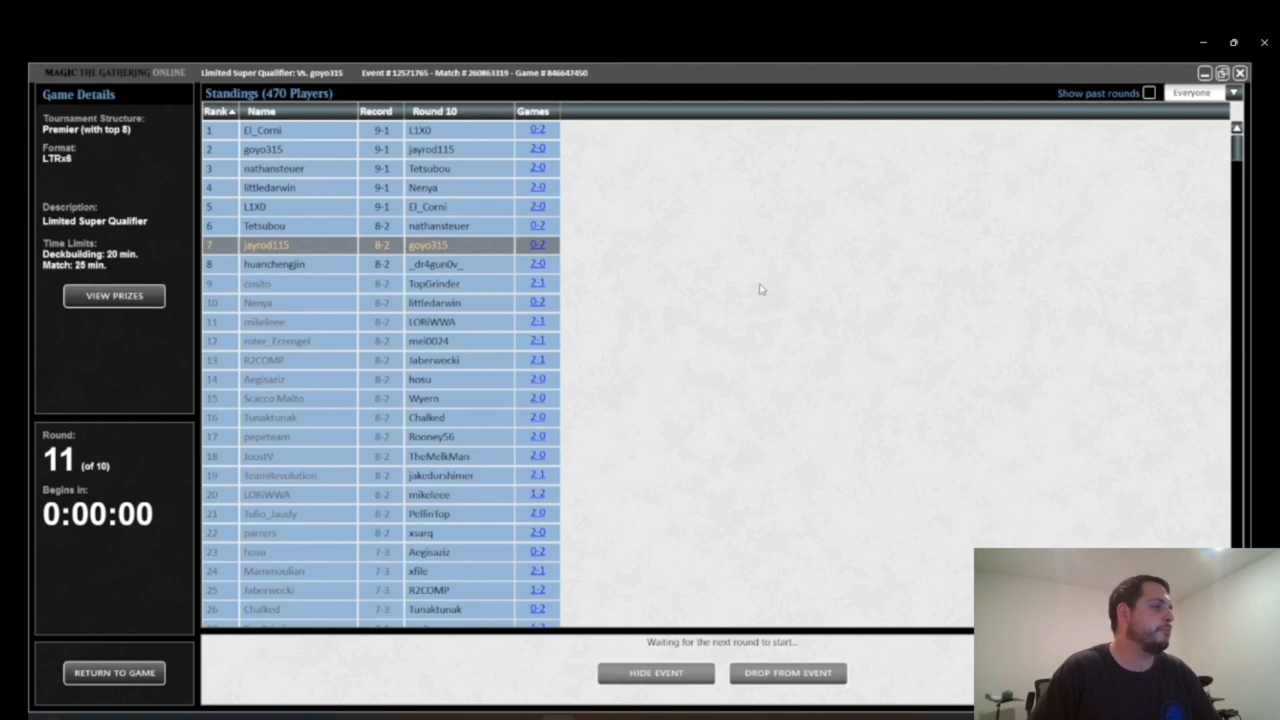 MAGIC THE GATHERING ONLINE
Limited Super Qualifier: Vs. goyo315 Event # 12571765 - Match # 260863319 - Game # 846647450
Game Details
Tournament Structure:
Premier (with top 8)
Format:
LTRx6
Description:
Limited Super Qualifier
Time Limits:
Deckbuilding: 20 min.
Match: 25 min.
VIEW PRIZES
Round:
11 (of 10)
Begins in:
0:00:00
RETURN TO GAME
Standings (470 Players)
Show past rounds Everyone
Rank Name Record Round 10 Games
1 El_Corni 9-1 L1X0 0-2
2 goyo315 9-1 jayrod115 2-0
3 nathansteuer 9-1 Tetsubou 2-0
4 littledarwin 9-1 Nenya 2-0
5 L1X0 9-1 El_Corni 2-0
6 Tetsubou 8-2 nathansteuer 0-2
7 jayrod115 8-2 goyo315 0-2
8 huanchengjin 8-2 _dr4gun0v_ 2-0
9 cosito 8-2 TopGrinder 2-1
10 Nenya 8-2 littledarwin 0-2
11 mikeleee 8-2 LORiWWA 2-1
12 roter_Erzengel 8-2 mei0024 2-1
13 R2COMP 8-2 Jaberwocki 2-1
14 Aegisaziz 8-2 hosu 2-0
15 Scacco Malto 8-2 Wyern 2-0
16 Tunaktunak 8-2 Chalked 2-0
17 pepeteam 8-2 Rooney56 2-0
18 JoostV 8-2 TheMelkMan 2-0
19 TeamRevolution 8-2 jakedurshimer 2-1
20 LORiWWA 8-2 mikeleee 1-2
21 Tulio_Jaudy 8-2 PellinTop 2-0
22 parrers 8-2 xsarq 2-0
23 hosu 7-3 Aegisaziz 0-2
24 Mammoulian 7-3 xfile 2-1
25 Jaberwocki 7-3 R2COMP 1-2
26 Chalked 7-3 Tunaktunak 0-2
Waiting for the next round to start...
HIDE EVENT DROP FROM EVENT